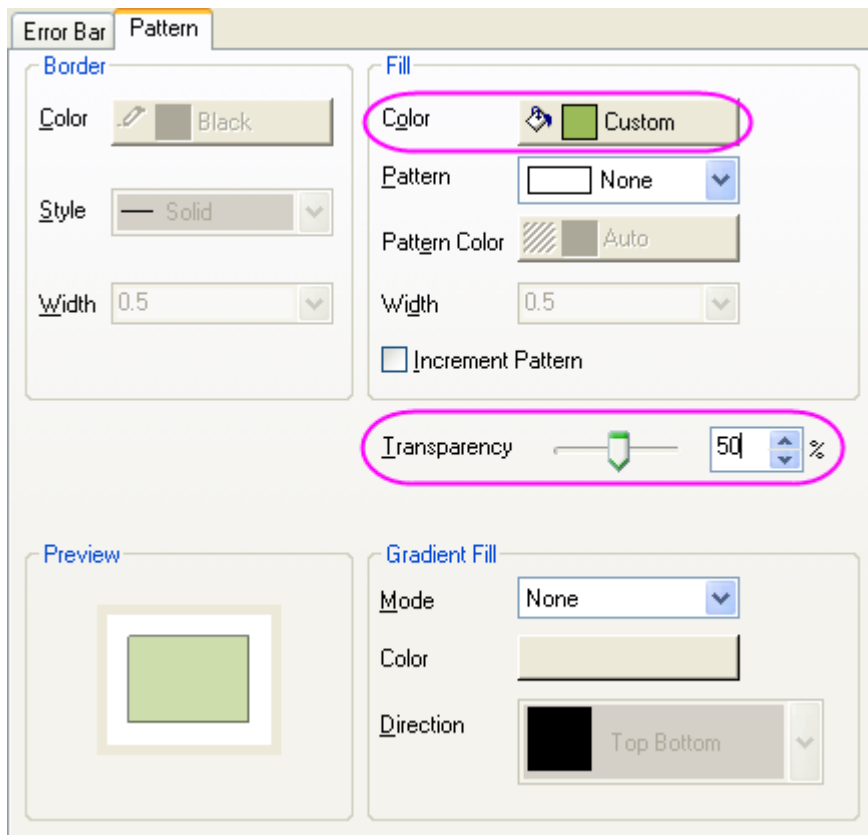 Error Bar Pattern
Border
Color Black
Style Solid
Width 0.5
Fill
Color Custom
Pattern None
Pattern Color Auto
Width 0.5
Increment Pattern
Transparency 50 %
Preview
Gradient Fill
Mode None
Color
Direction Top Bottom